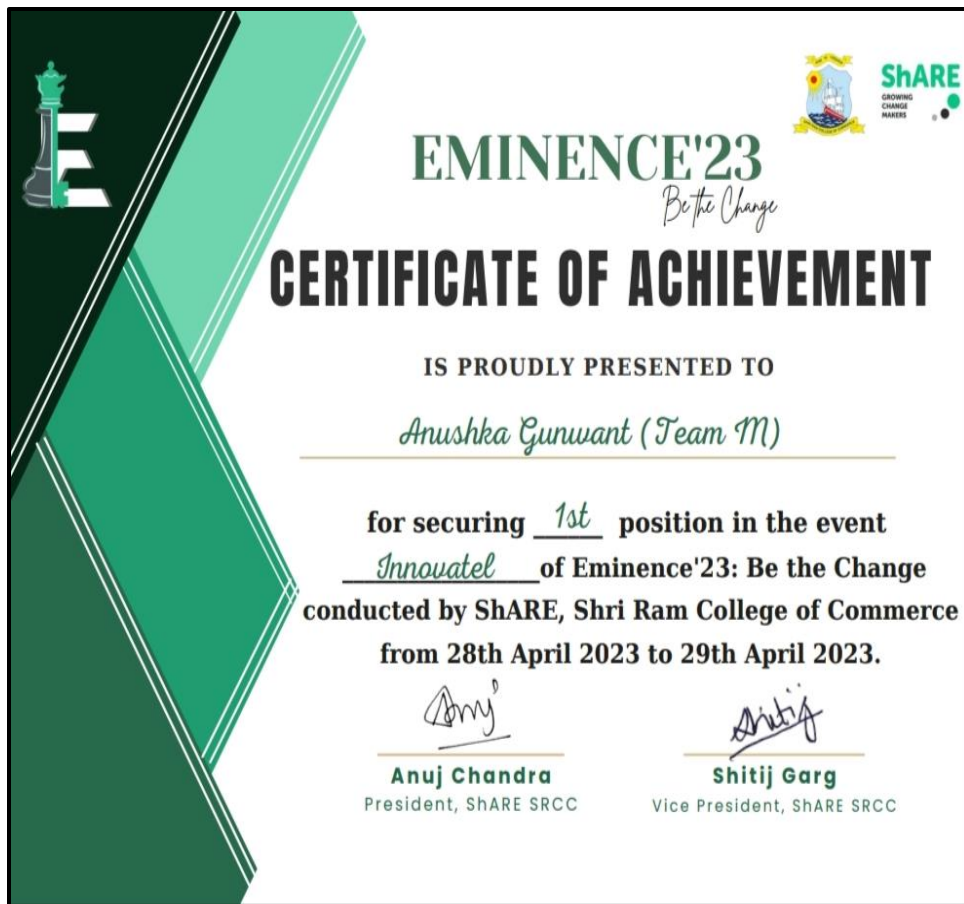 E
ShARE
GROWING
CHANGE
MAKERS
EMINENCE'23
Be the Change
CERTIFICATE OF ACHIEVEMENT
IS PROUDLY PRESENTED TO
Anushka Gunwant (Team M)
for securing 1st position in the event
Innovatel of Eminence'23: Be the Change
conducted by ShARE, Shri Ram College of Commerce
from 28th April 2023 to 29th April 2023.
Anuj
Shitij
Anuj Chandra
Shitij Garg
President, ShARE SRCC
Vice President, ShARE SRCC